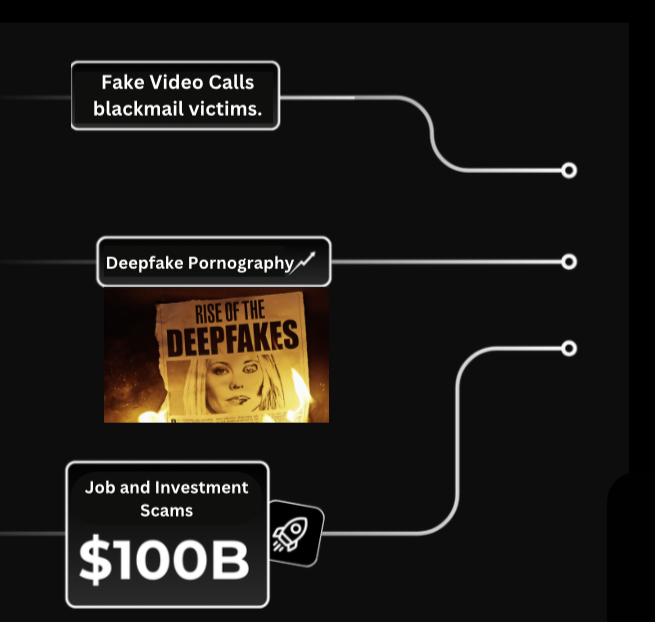 Fake Video Calls
blackmail victims.
Deepfake Pornography
RISE OF THE
DEEPFAKES
Job and Investment
Scams
$100B